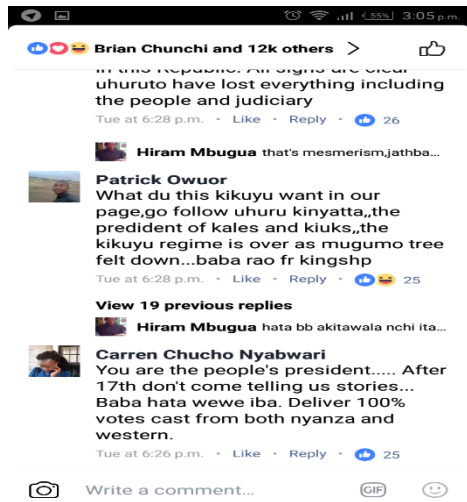 55% 3:05 p.m.
Brian Chunchi and 12k others >
in this Republic. All signs are clear
uhuruto have lost everything including
the people and judiciary
Tue at 6:28 p.m. · Like · Reply · 26
Hiram Mbugua that's mesmerism,jathba...
Patrick Owuor
What du this kikuyu want in our
page,go follow uhuru kinyatta,,the
predident of kales and kiuks,,the
kikuyu regime is over as mugumo tree
felt down...baba rao fr kingshp
Tue at 6:28 p.m. · Like · Reply · 25
View 19 previous replies
Hiram Mbugua hata bb akitawala nchi ita...
Carren Chucho Nyabwari
You are the people's president..... After
17th don't come telling us stories...
Baba hata wewe iba. Deliver 100%
votes cast from both nyanza and
western.
Tue at 6:26 p.m. · Like · Reply · 25
Write a comment...
GIF